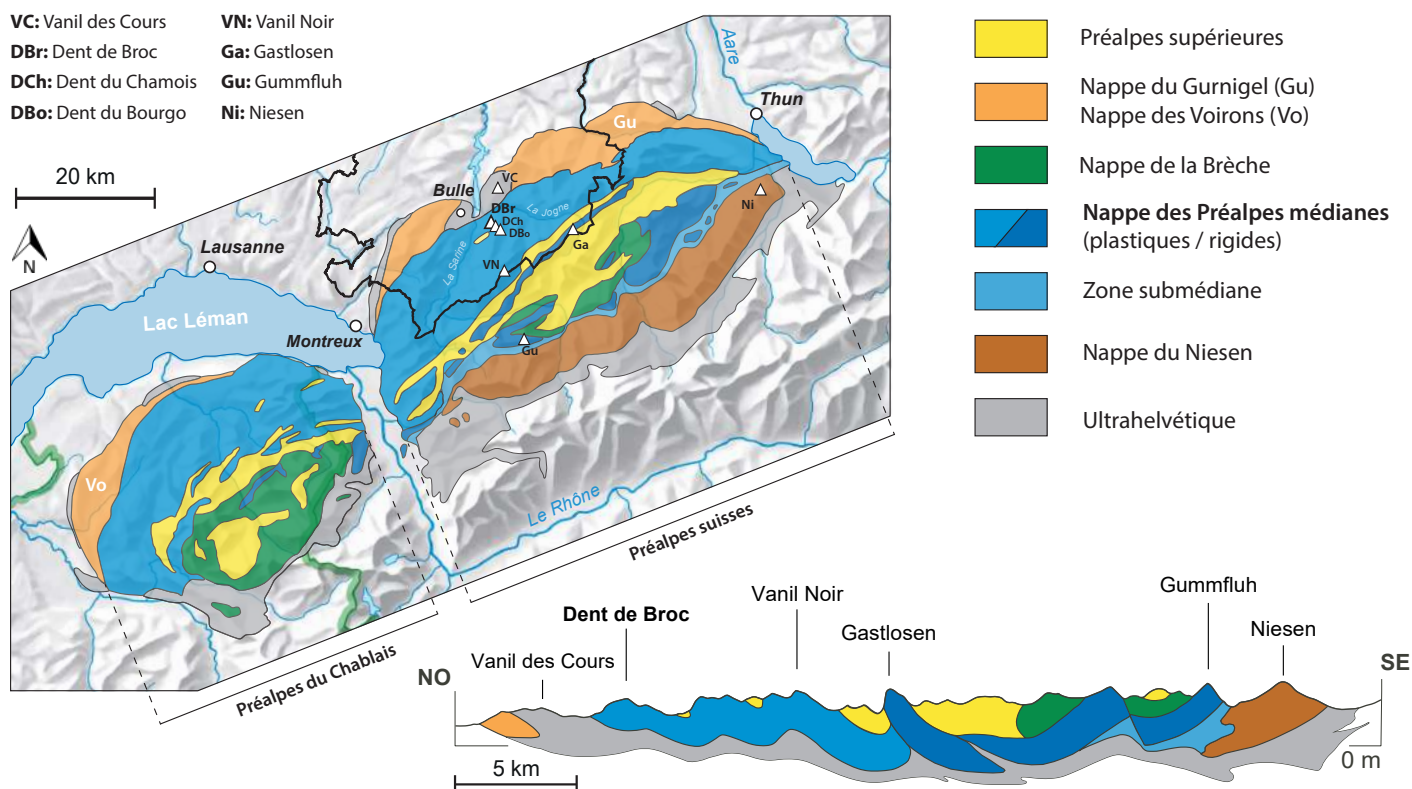 VC: Vanil des Cours
DBr: Dent de Broc
DCh: Dent du Chamois
DBo: Dent du Bourgo
VN: Vanil Noir
Ga: Gastlosen
Gu: Gummfluh
Ni: Niesen
20 km
N
Aare
Thun
Gu
VC
Bulle
DBr
DCh
DBo
La Jogne
La Sarine
Ga
Ni
VN
Lausanne
Lac Léman
Montreux
Gu
Vo
Le Rhône
Préalpes suisses
Préalpes du Chablais
Préalpes supérieures
Nappe du Gurnigel (Gu)
Nappe des Voirons (Vo)
Nappe de la Brèche
Nappe des Préalpes médianes
(plastiques / rigides)
Zone submédiane
Nappe du Niesen
Ultrahelvétique
NO
Vanil des Cours
Dent de Broc
Vanil Noir
Gastlosen
Gummfluh
Niesen
SE
0 m
5 km